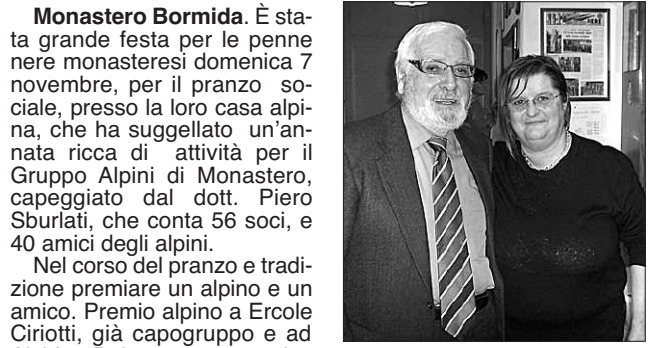 Monastero Bormida. È sta-
ta grande festa per le penne
nere monasteresi domenica 7
novembre, per il pranzo so-
ciale, presso la loro casa alpi-
na, che ha suggellato un'an-
nata ricca di attività per il
Gruppo Alpini di Monastero,
capeggiato dal dott. Piero
Sburlati, che conta 56 soci, e
40 amici degli alpini.
Nel corso del pranzo e tradi-
zione premiare un alpino e un
amico. Premio alpino a Ercole
Ciriotti, già capogruppo e ad